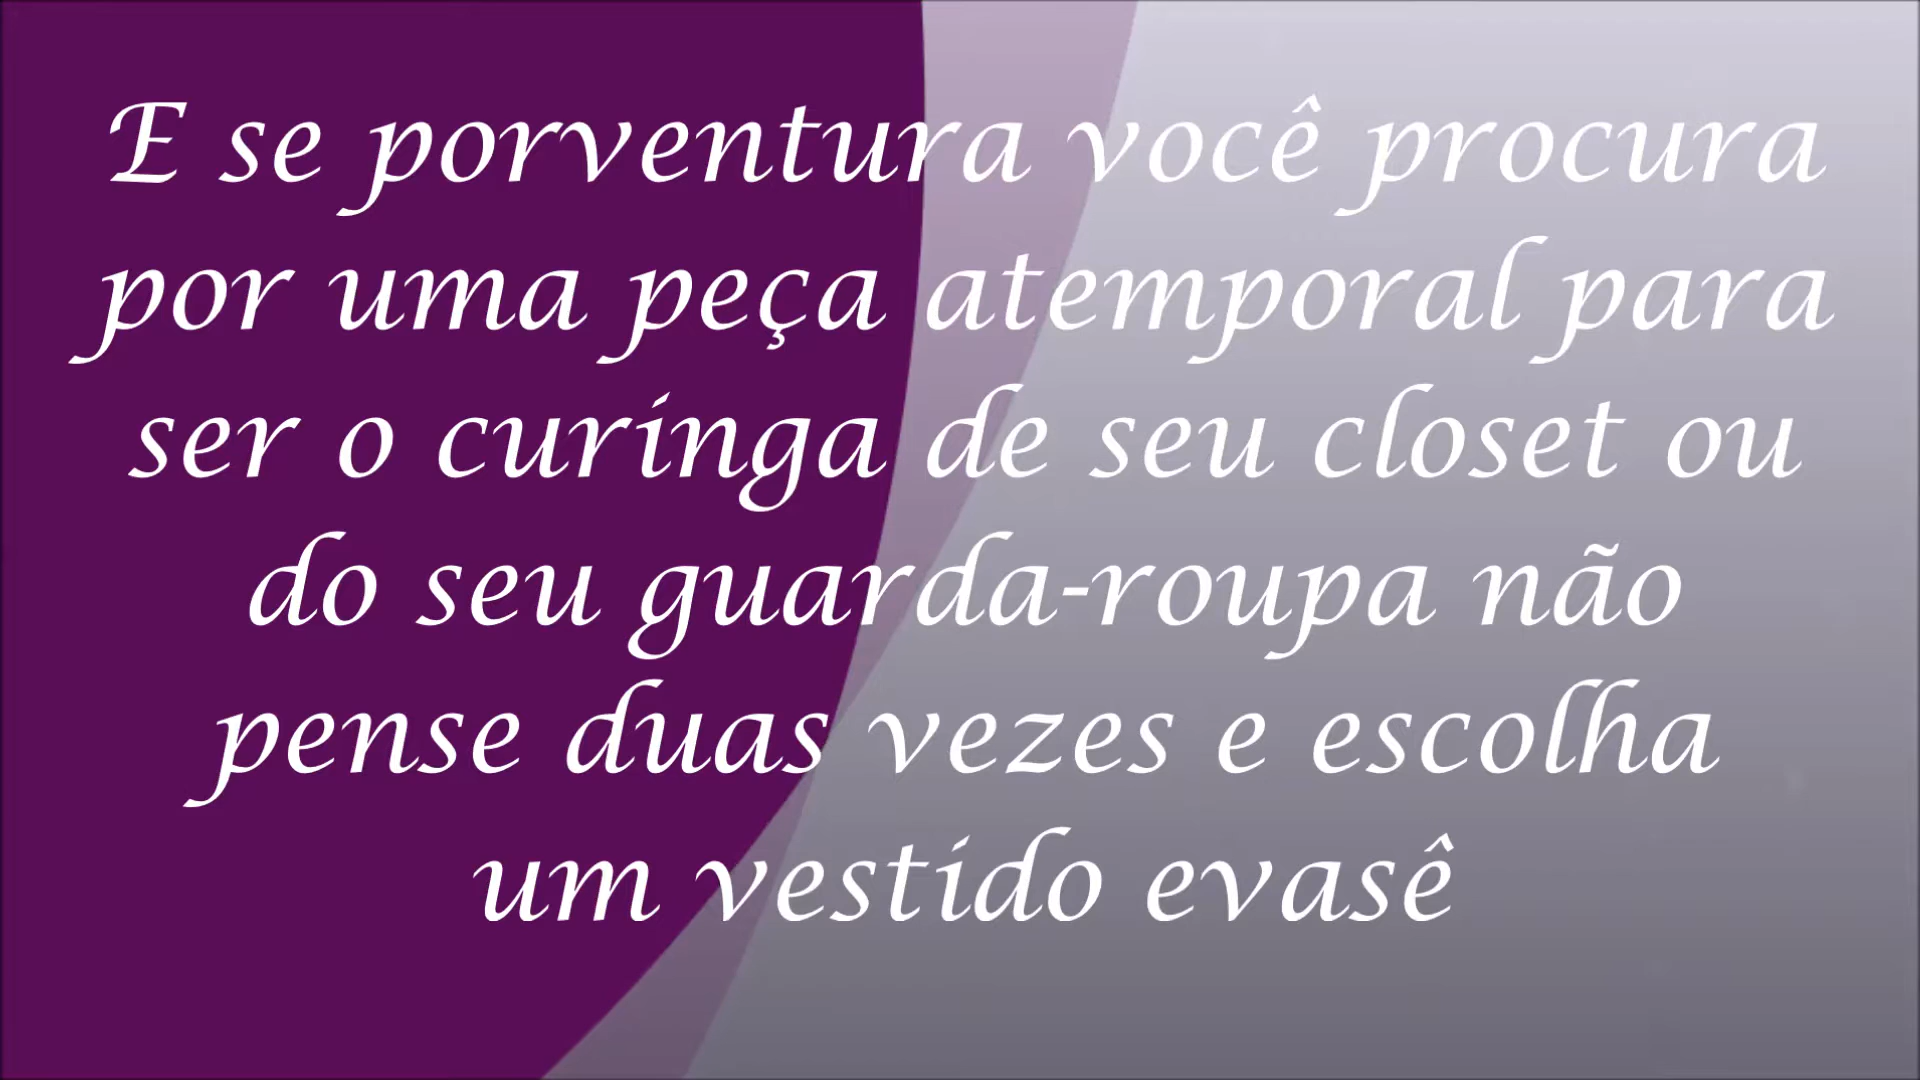 E se porventura você procura
por uma peça atemporal para
ser o curinga de seu closet ou
do seu guarda-roupa não
pense duas vezes e escolha
um vestido evasê